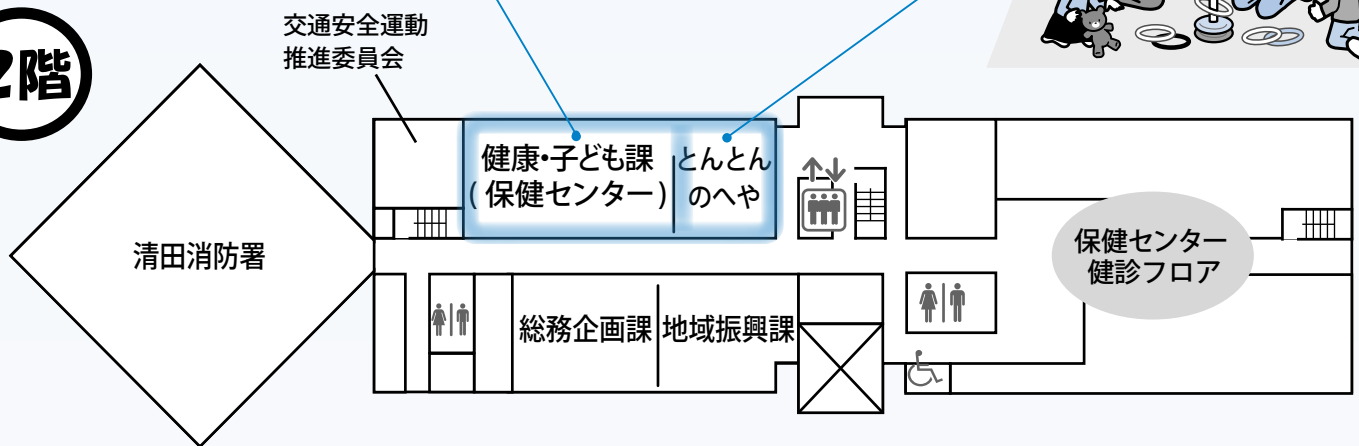 2階
交通安全運動
推進委員会
健康・子ども課
(保健センター)
とんとん
のへや
清田消防署
保健センター
健診フロア
総務企画課
地域振興課